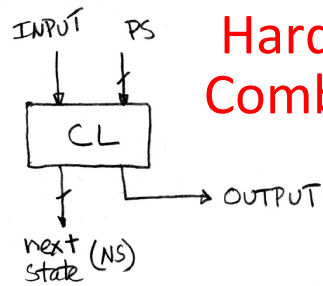 INPUT PS
Hard
Comb
CL
OUTPUT
next
state (NS)